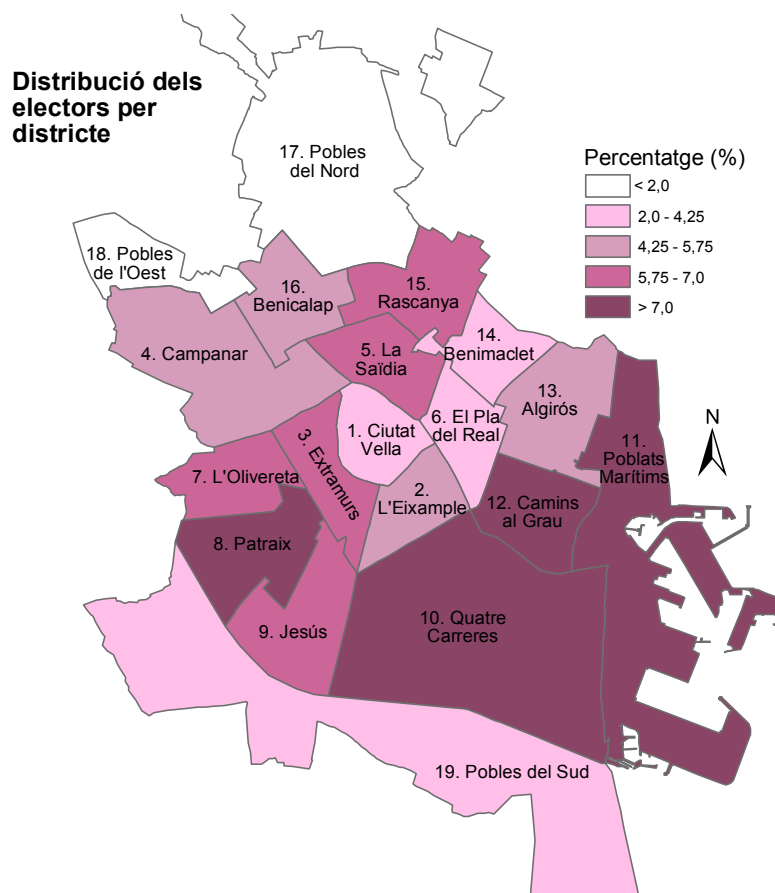 Distribució dels
electors per
districte
17. Pobles
del Nord
Percentatge (%)
< 2,0
2,0 - 4,25
4,25 - 5,75
5,75 - 7,0
> 7,0
18. Pobles
de l'Oest
16.
Benicalap
15.
Rascanya
14.
Benimaclet
4. Campanar
5. La
Saïdia
13.
Algirós
6. El Pla
del Real
1. Ciutat
Vella
3. Extramurs
11.
Poblats
Marítims
N
7. L'Olivereta
2.
L'Eixample
12. Camins
al Grau
8. Patraix
9. Jesús
10. Quatre
Carreres
19. Pobles del Sud